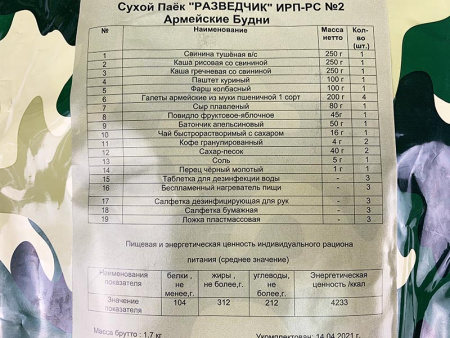 Сухой Паёк "РАЗВЕДЧИК" ИРП-РС №2
Армейские Будни
№ Наименование Масса нетто Кол-во (шт.)
1 Свинина тушёная в/с 250 г 1
2 Каша рисовая со свининой 250 г 1
3 Каша гречневая со свининой 250 г 1
4 Паштет куриный 100 г 1
5 Фарш колбасный 100 г 1
6 Галеты армейские из муки пшеничной 1 сорт 200 г 4
7 Сыр плавленый 80 г 1
8 Повидло фруктовое-яблочное 45г 1
9 Батончик апельсиновый 50 г 1
10 Чай быстрорастворимый с сахаром 16 г 1
11 Кофе гранулированный 4 г 2
12 Сахар-песок 40 г 2
13 Соль 5 г 1
14 Перец чёрный молотый 1 г 1
15 Таблетка для дезинфекции воды - 3
16 Беспламенный нагреватель пищи - 3
17 Салфетка дезинфицирующая для рук - 3
18 Салфетка бумажная - 3
19 Ложка пластмассовая - 3
Пищевая и энергетическая ценность индивидуального рациона
питания (среднее значение)
Наименования показателя белки , не менее,г. жиры , не более,г. углеводы, не более,г. Энергетическая ценность /ккал
Значение показателя 104 312 212 4233
Масса брутто : 1,7 кг Укомплектован: 14.04.2021 г.